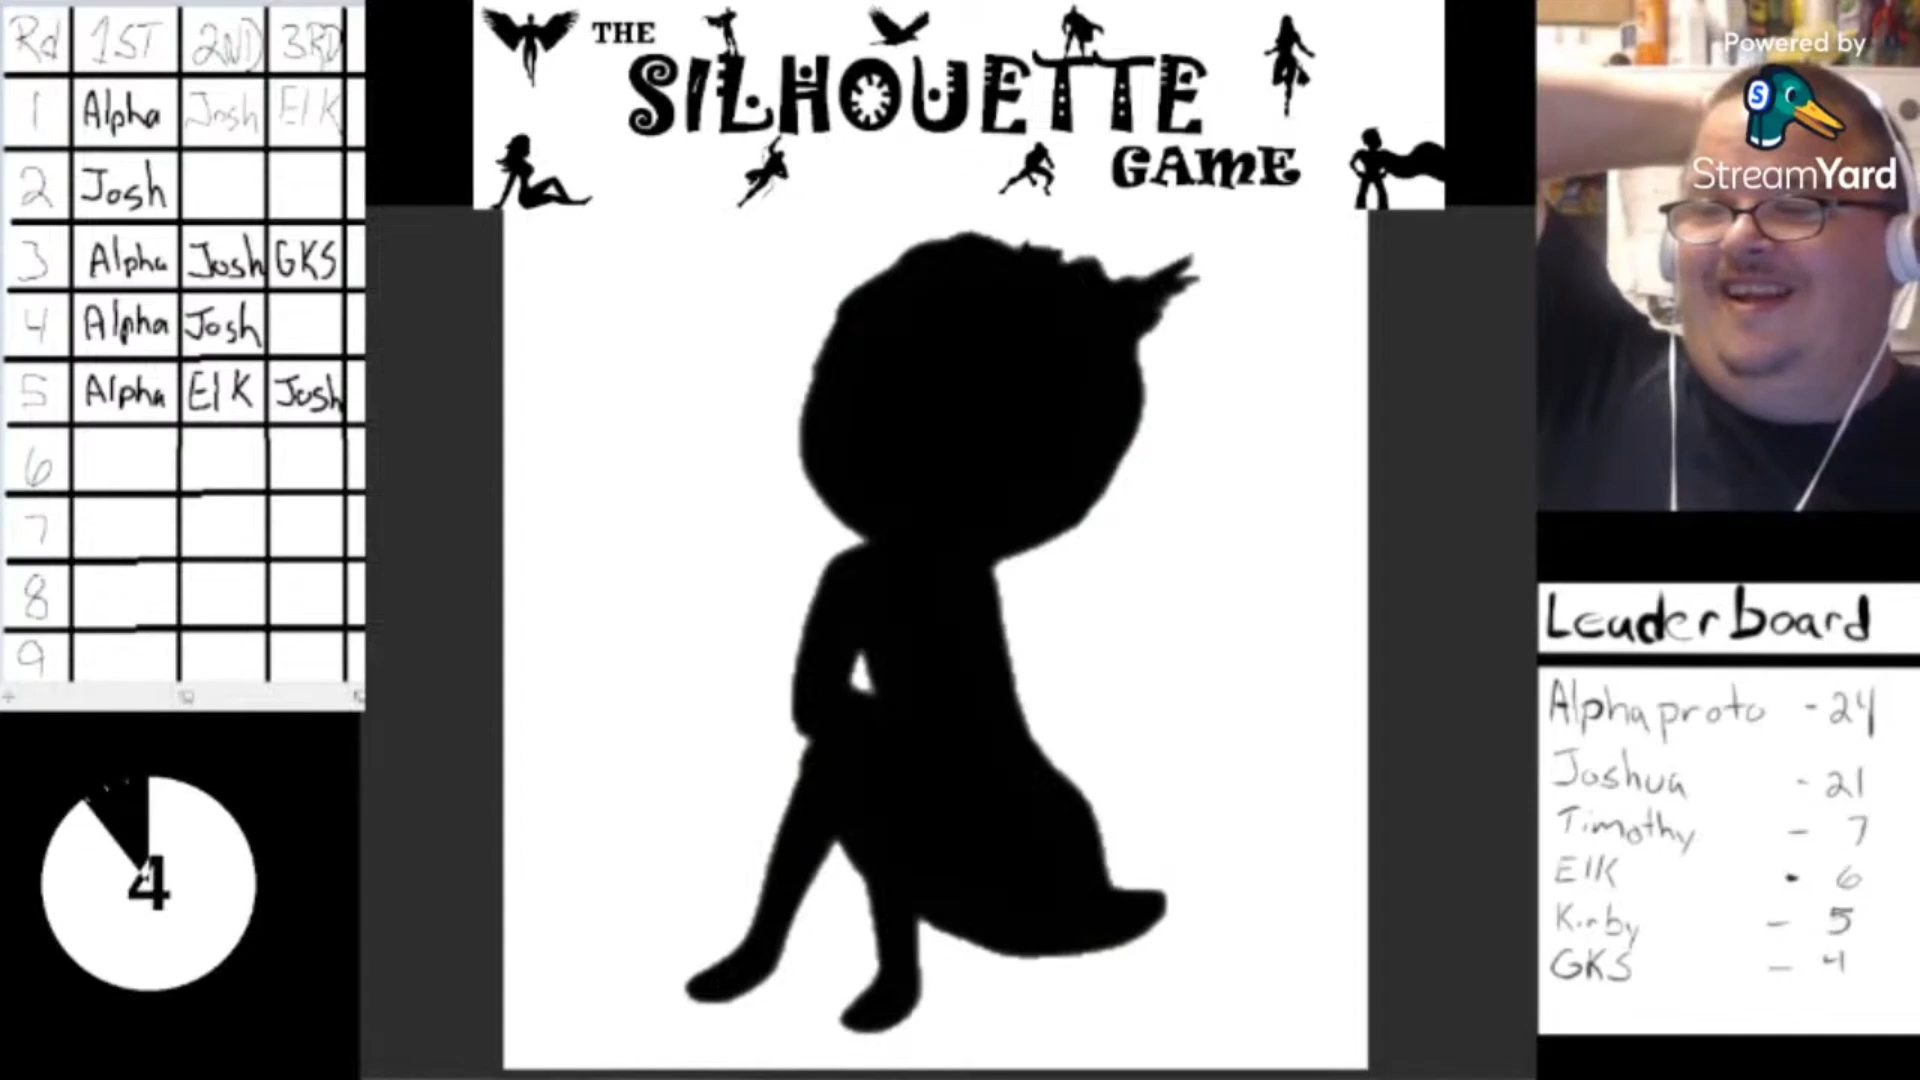 Rd 1ST 2ND 3RD
1 Alpha Josh Elk
2 Josh
3 Alpha Josh GKS
4 Alpha Josh
5 Alpha Elk Josh
6
7
8
9
4
THE
SILHOUETTE
GAME
Powered by
S
StreamYard
Leaderboard
Alphaproto - 24
Joshua - 21
Timothy - 7
Elk - 6
Kirby - 5
GKS - 4